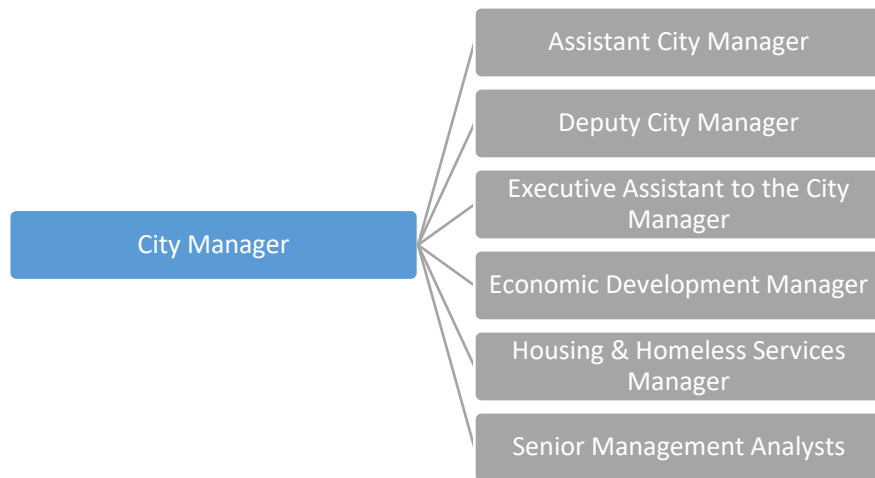 Assistant City Manager
Deputy City Manager
Executive Assistant to the City
Manager
City Manager
Economic Development Manager
Housing & Homeless Services
Manager
Senior Management Analysts